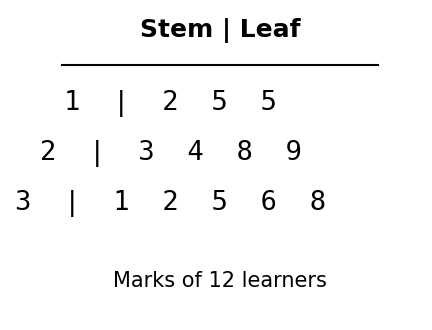 Stem | Leaf
1 | 2 5 5
2 | 3 4 8 9
3 | 1 2 5 6 8
Marks of 12 learners